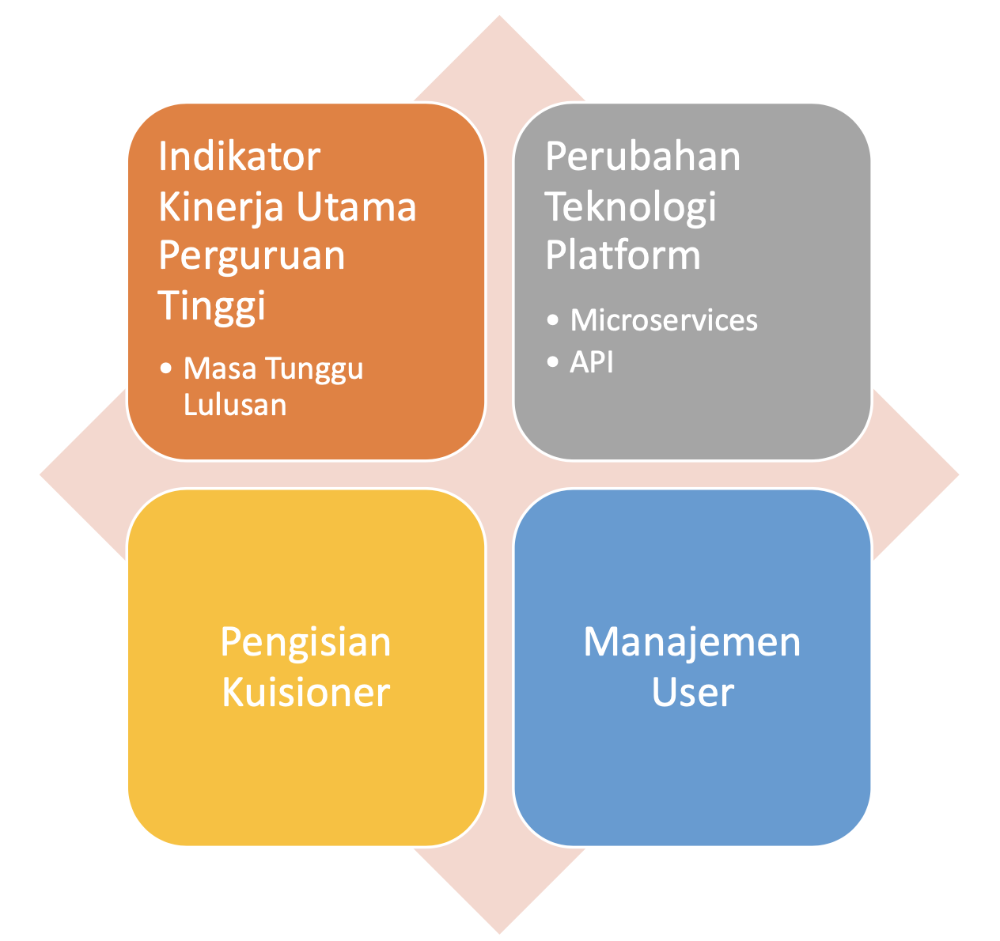 Indikator
Kinerja Utama
Perguruan
Tinggi
• Masa Tunggu
Lulusan
Perubahan
Teknologi
Platform
• Microservices
• API
Pengisian
Kuisioner
Manajemen
User